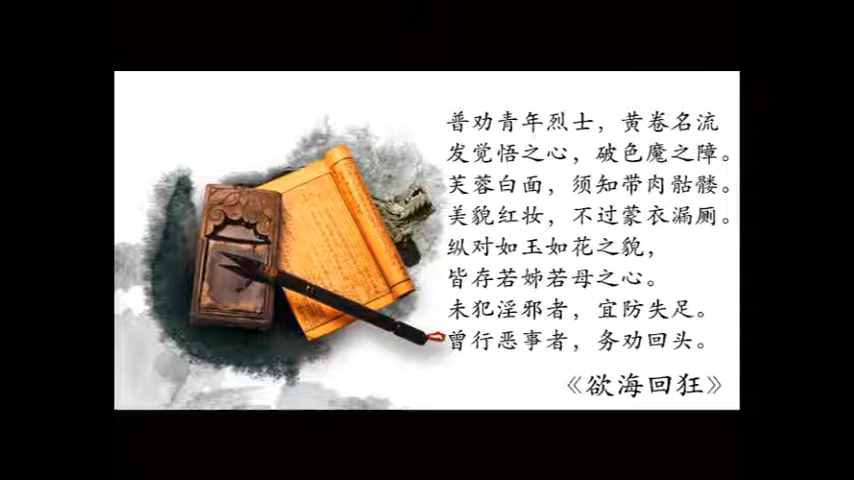 普劝青年烈士，黄卷名流
发觉悟之心，破色魔之障。
芙蓉白面，须知带肉骷髅。
美貌红妆，不过蒙衣漏厕。
纵对如玉如花之貌，
皆存若姊若母之心。
未犯淫邪者，宜防失足。
曾行恶事者，务劝回头。
《欲海回狂》